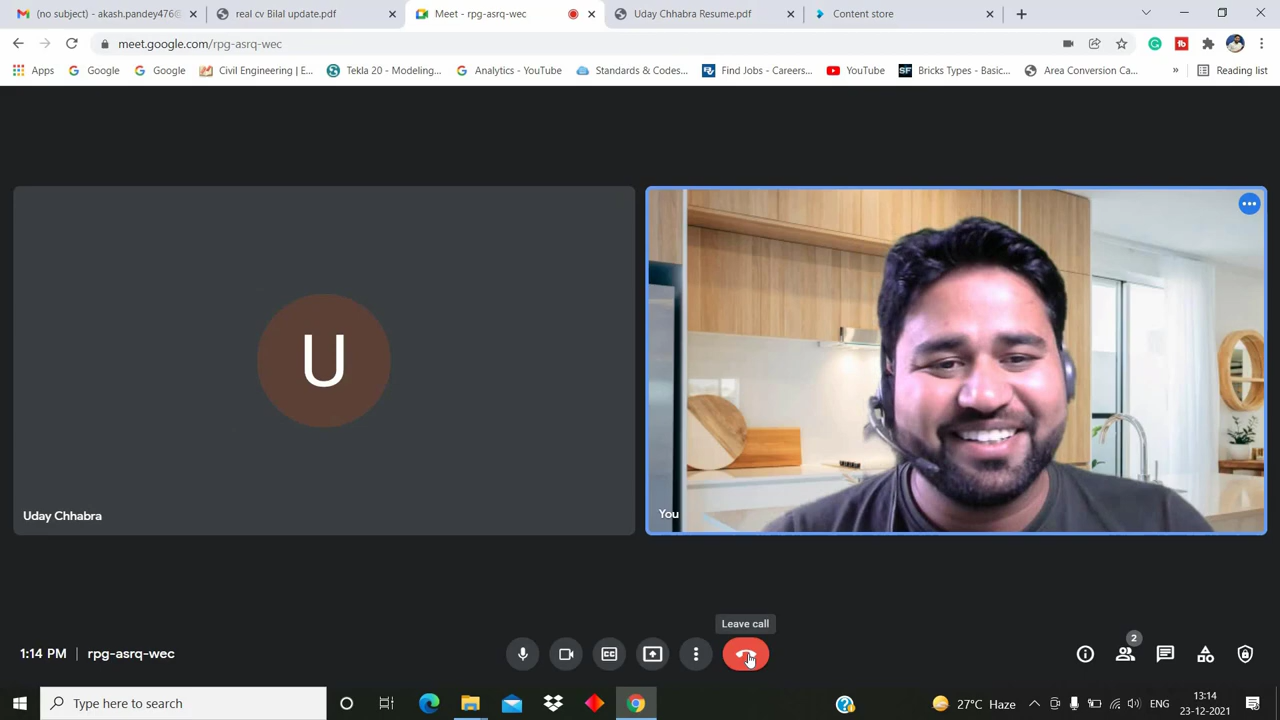 (no subject) - akash.pandey476@
real cv Bilal update.pdf
Meet - rpg-asrq-wec
Uday Chhabra Resume.pdf
Content store
meet.google.com/rpg-asrq-wec
Apps
Google
Google
Civil Engineering | E...
Tekla 20 - Modeling...
Analytics - YouTube
Standards & Codes...
Find Jobs - Careers...
YouTube
SF
Bricks Types - Basic...
Area Conversion Ca...
»
Reading list
U
Uday Chhabra
You
Leave call
1:14 PM | rpg-asrq-wec
CC
2
Type here to search
27°C Haze
ENG
13:14
23-12-2021